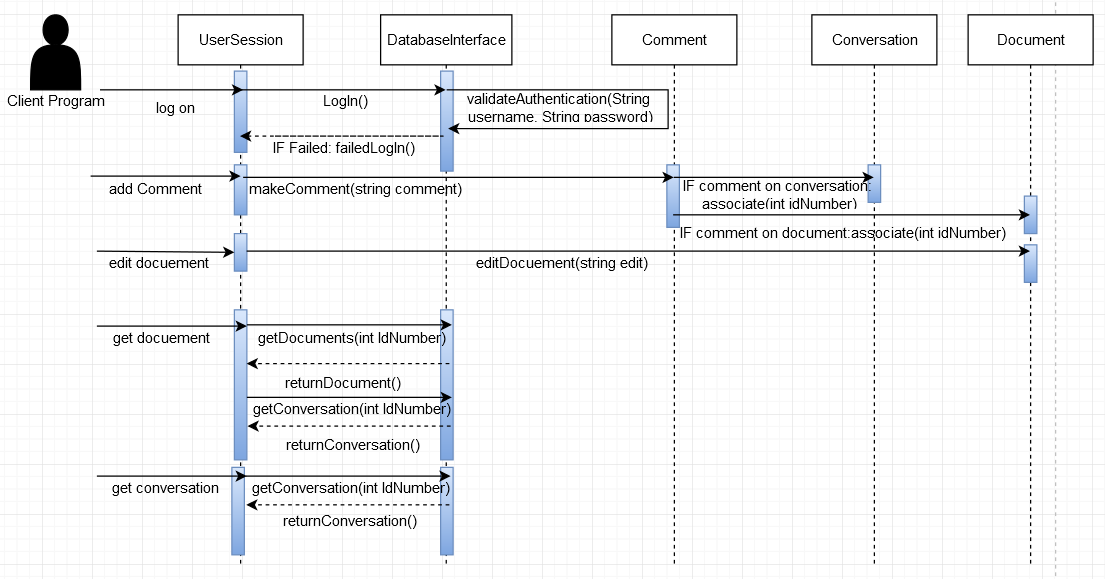 UserSession
DatabaseInterface
Comment
Conversation
Document
Client Program
log on
LogIn()
validateAuthentication(String
username, String password)
IF Failed: failedLogIn()
add Comment
makeComment(string comment)
IF comment on conversation:
associate(int idNumber)
IF comment on document:associate(int idNumber)
edit docuement
editDocuement(string edit)
get docuement
getDocuments(int IdNumber)
returnDocument()
getConversation(int IdNumber)
returnConversation()
get conversation
getConversation(int IdNumber)
returnConversation()